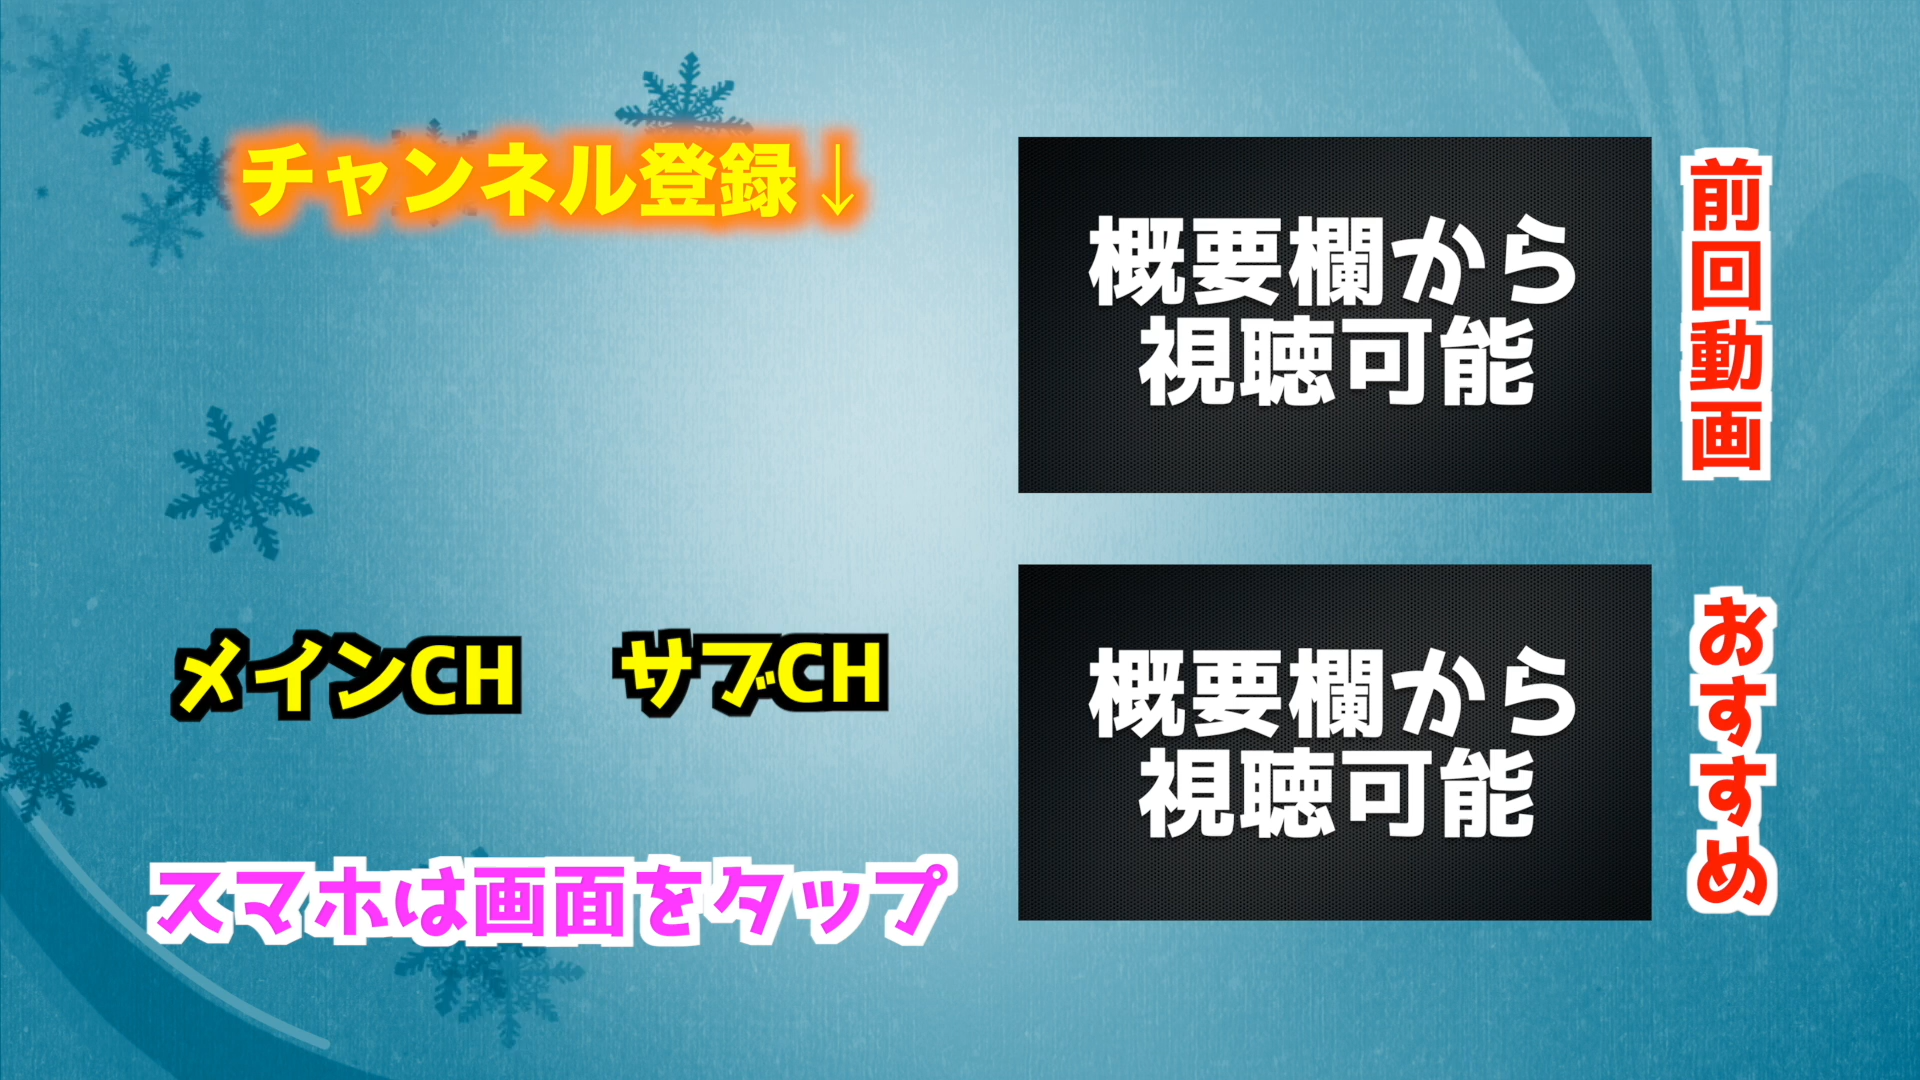 チャンネル登録↓
メインCH
サブCH
スマホは画面をタップ
概要欄から
視聴可能
前回動画
概要欄から
視聴可能
おすすめ